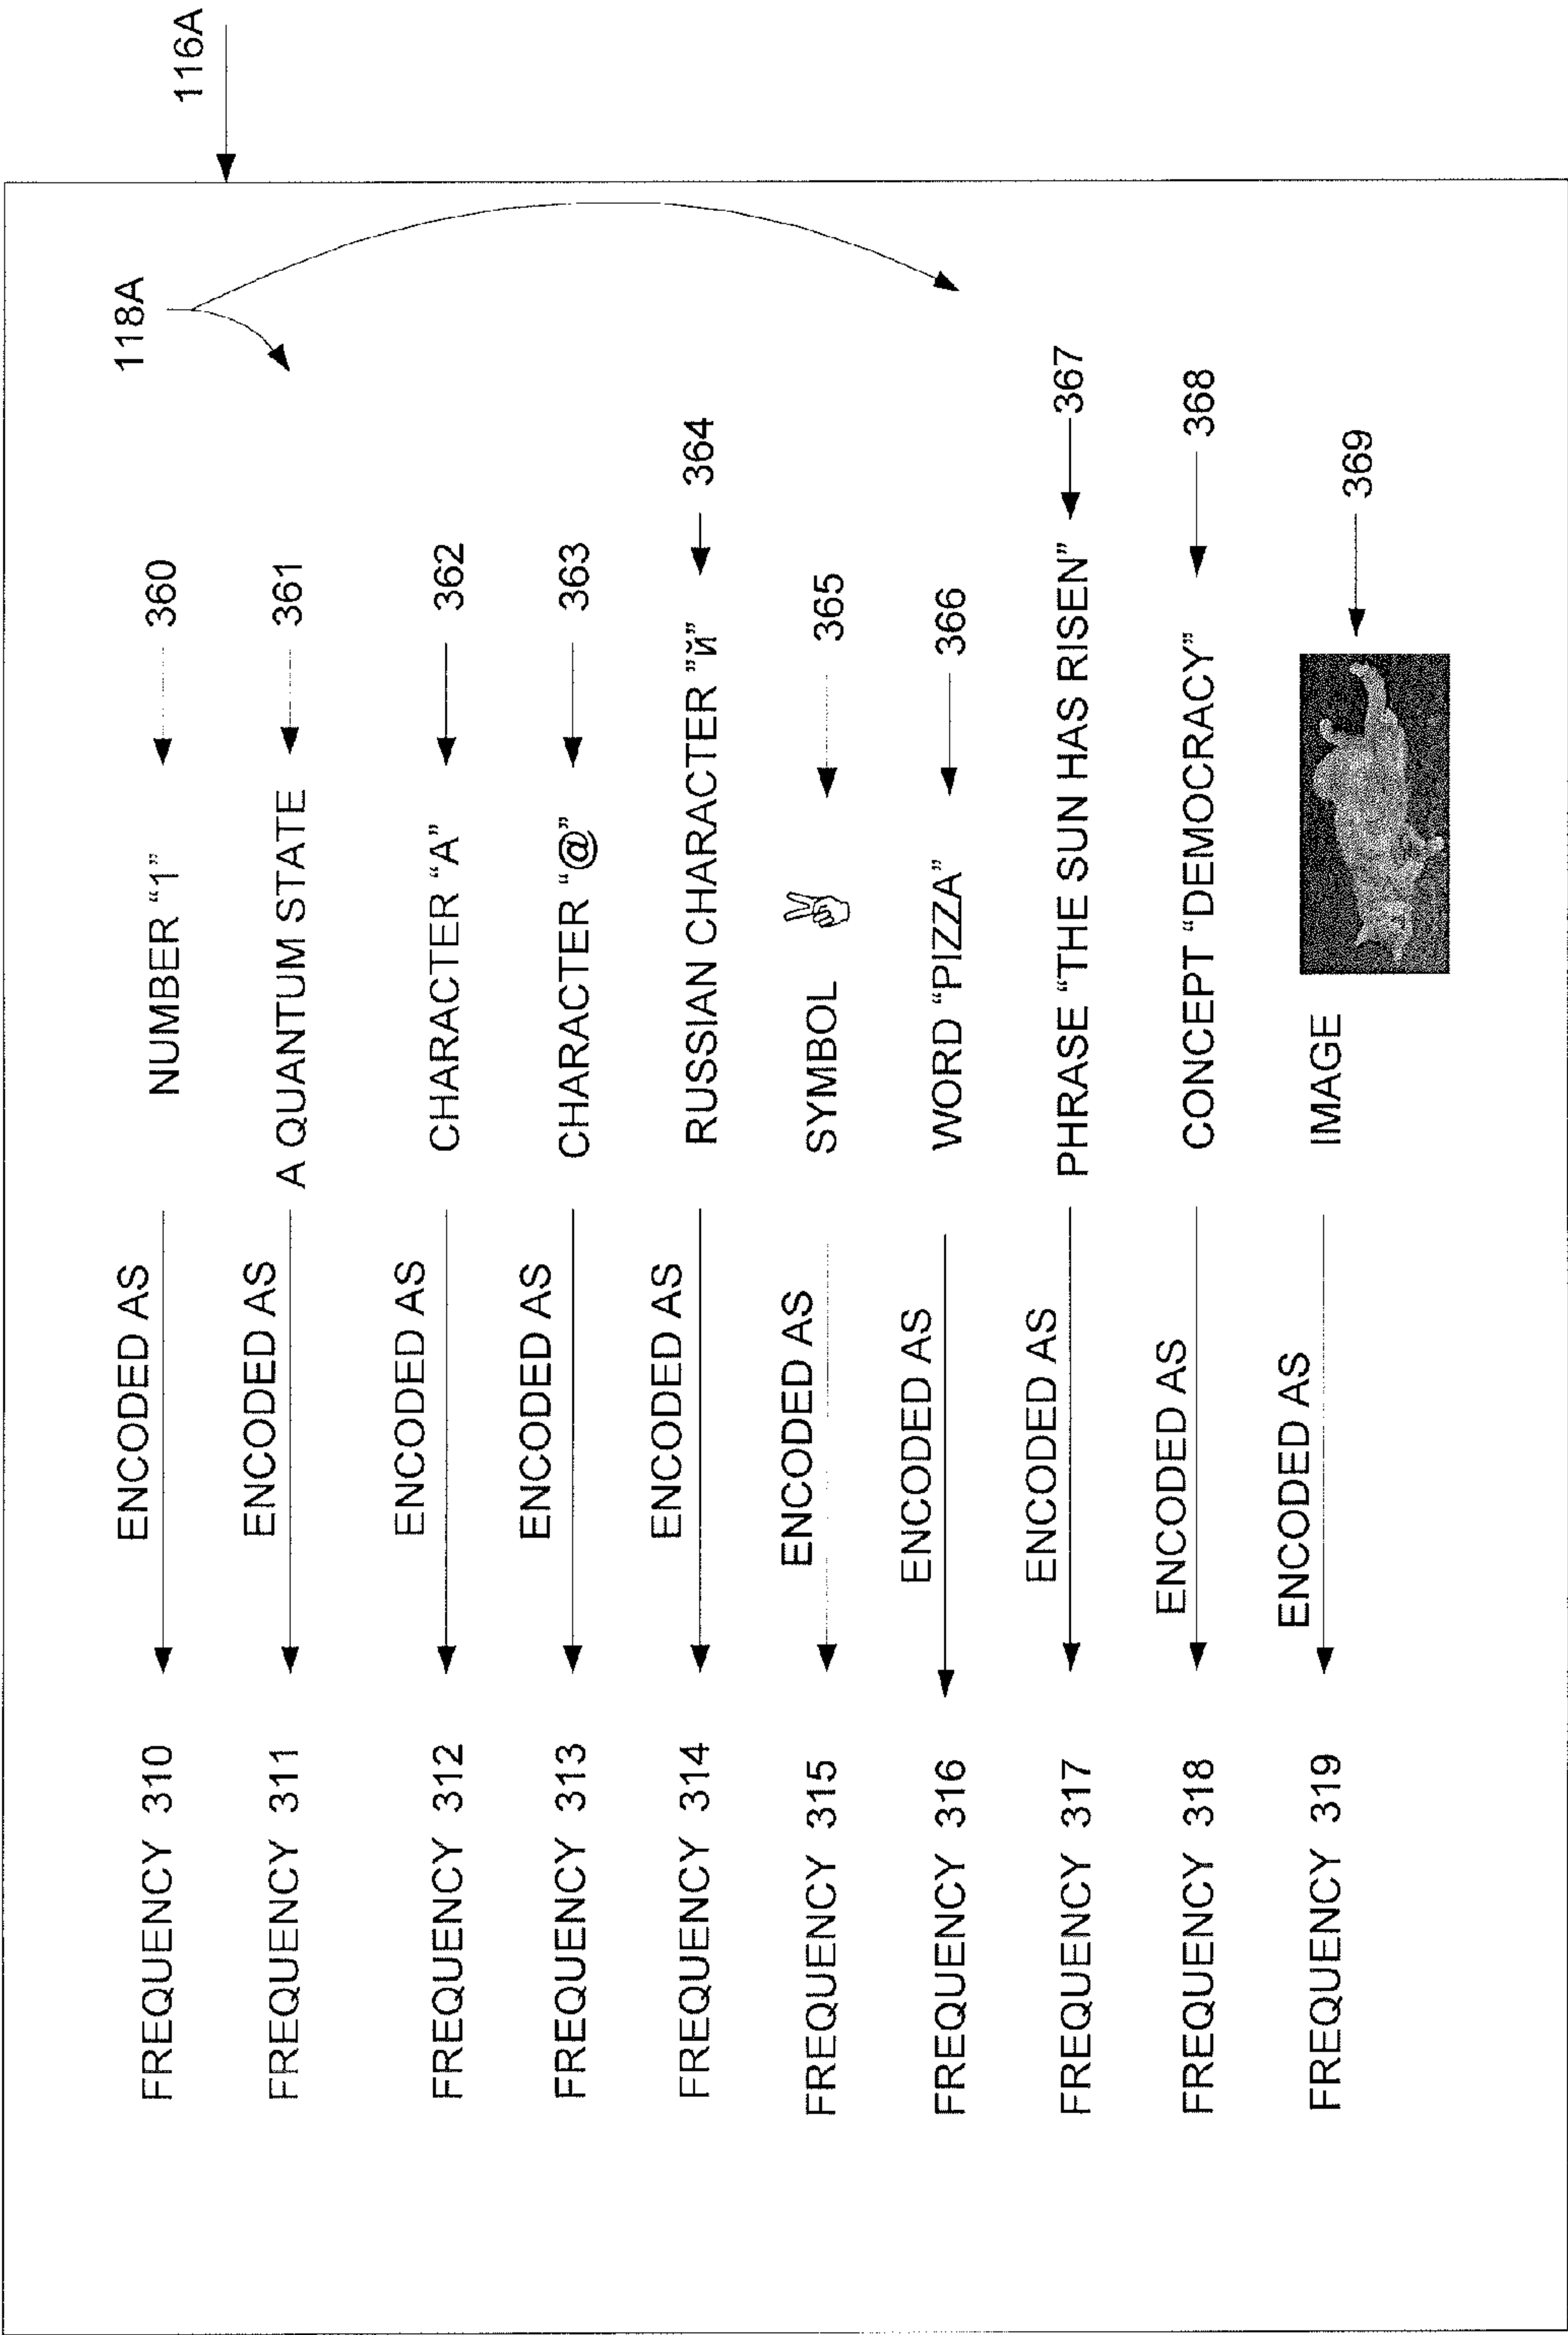 116A
118A
FREQUENCY 310 ENCODED AS NUMBER “1” 360
FREQUENCY 311 ENCODED AS A QUANTUM STATE 361
FREQUENCY 312 ENCODED AS CHARACTER “A” 362
FREQUENCY 313 ENCODED AS CHARACTER “@” 363
FREQUENCY 314 ENCODED AS RUSSIAN CHARACTER ”й” 364
FREQUENCY 315 ENCODED AS SYMBOL 365
FREQUENCY 316 ENCODED AS WORD “PIZZA” 366
FREQUENCY 317 ENCODED AS PHRASE “THE SUN HAS RISEN” 367
FREQUENCY 318 ENCODED AS CONCEPT “DEMOCRACY” 368
FREQUENCY 319 ENCODED AS IMAGE 369